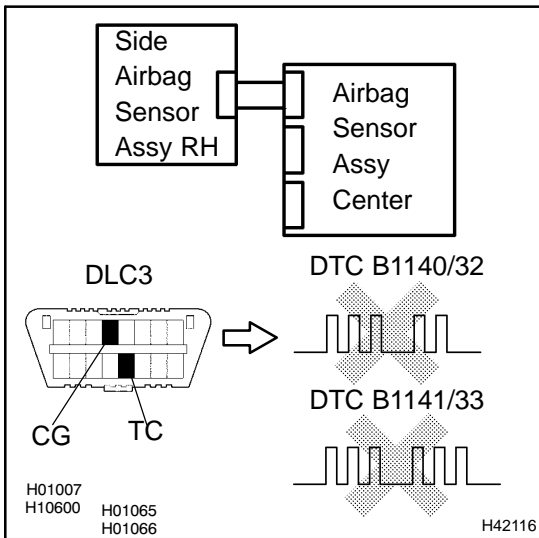 Side
Airbag
Sensor
Assy RH
Airbag
Sensor
Assy
Center
DLC3
DTC B1140/32
DTC B1141/33
CG
TC
H01007
H10600
H01065
H01066
H42116